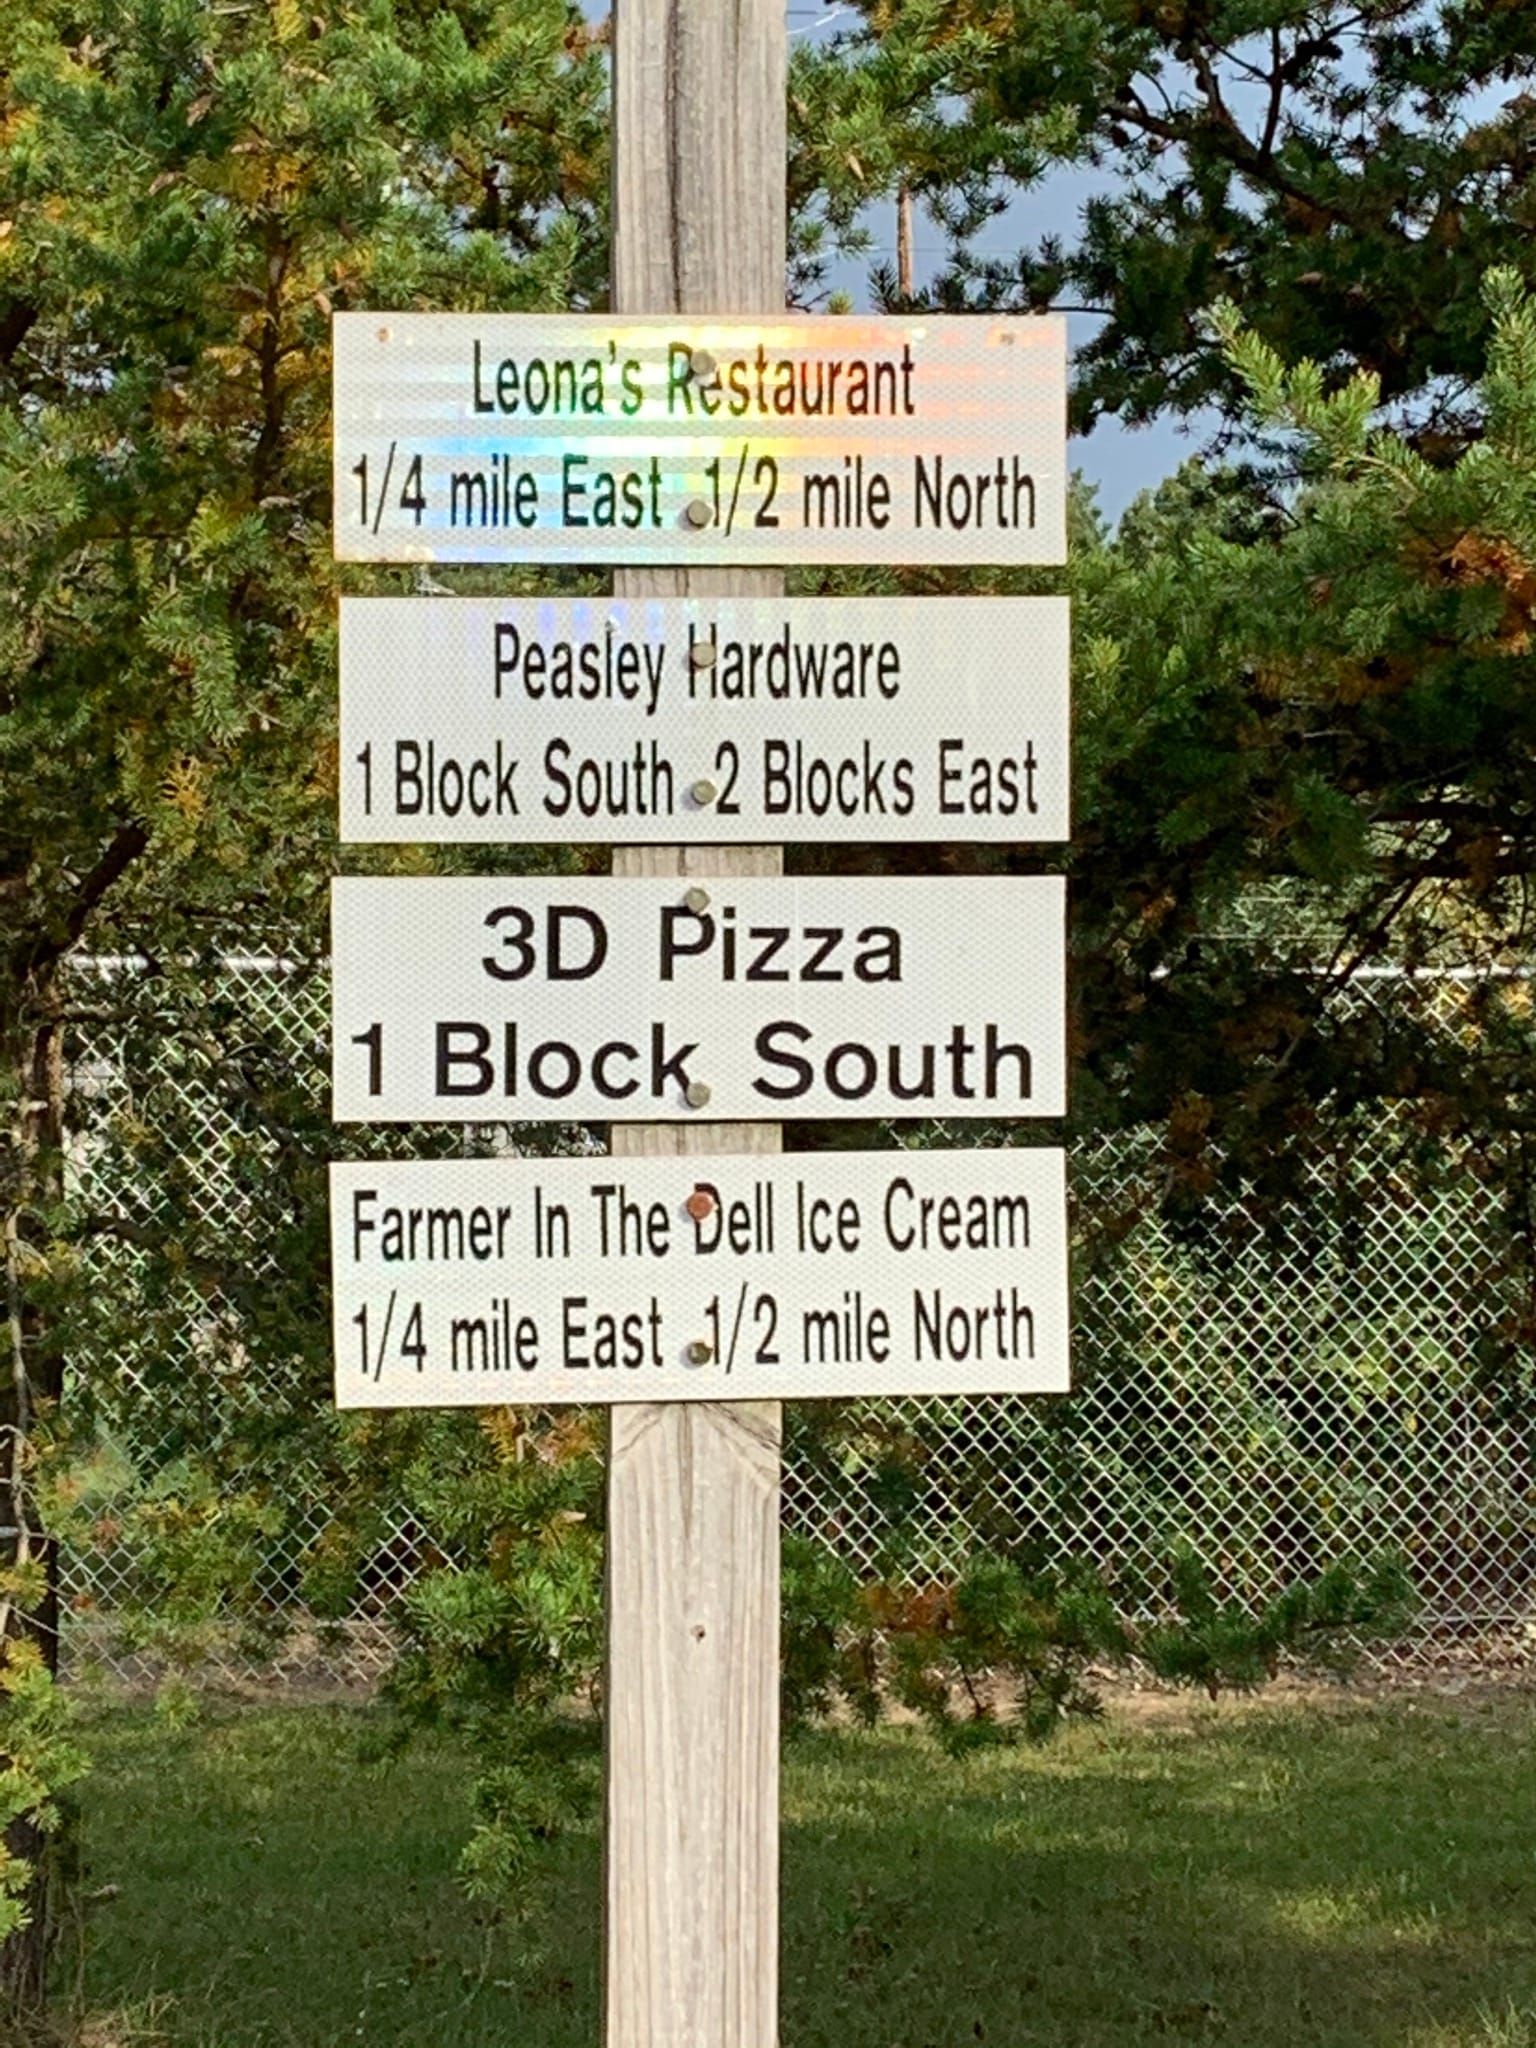 Leona's Restaurant
1/4 mile East 1/2 mile North
Peasley Hardware
1 Block South 2 Blocks East
3D Pizza
1 Block South
Farmer In The Dell Ice Cream
1/4 mile East 1/2 mile North